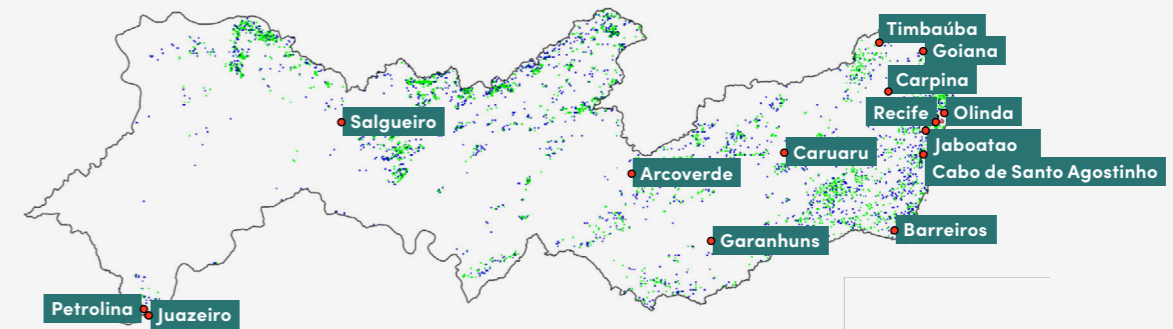 Timbaúba
Goiana
Carpina
Recife
Olinda
Salgueiro
Jaboatao
Caruaru
Cabo de Santo Agostinho
Arcoverde
Barreiros
Garanhuns
Petrolina
Juazeiro